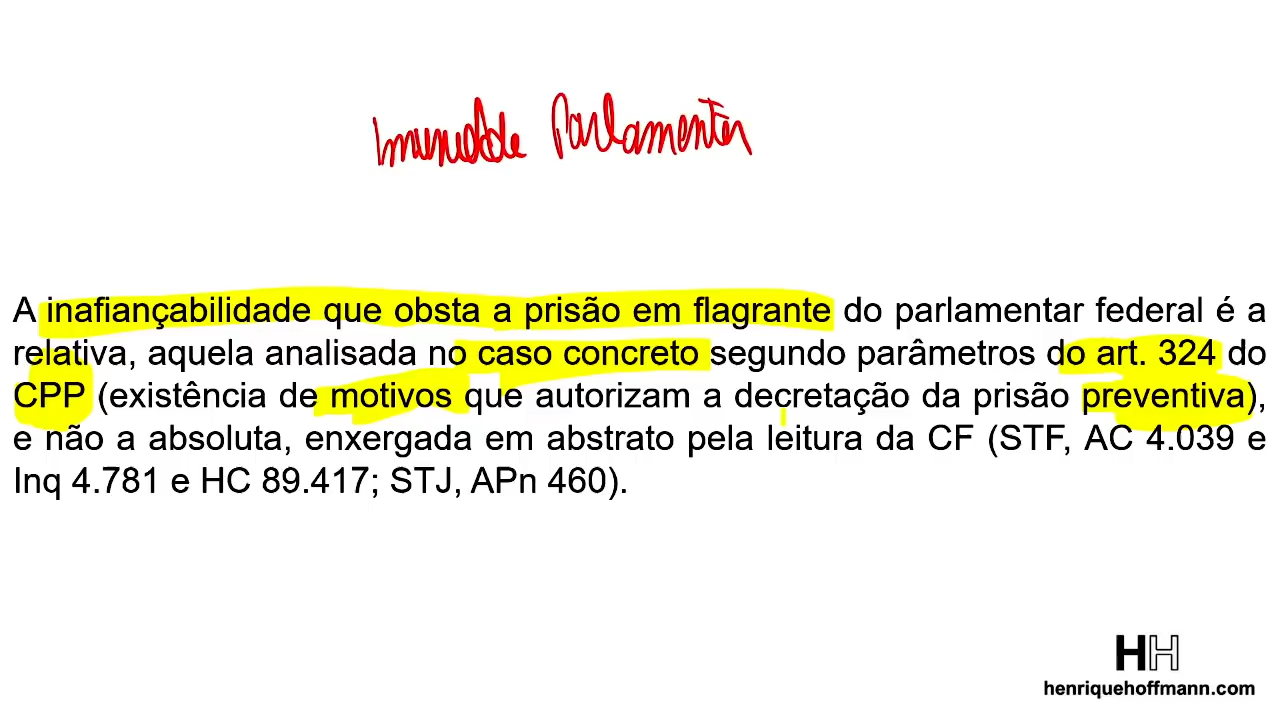 Imunidade Parlamentar
A inafiançabilidade que obsta a prisão em flagrante do parlamentar federal é a
relativa, aquela analisada no caso concreto segundo parâmetros do art. 324 do
CPP (existência de motivos que autorizam a decretação da prisão preventiva),
e não a absoluta, enxergada em abstrato pela leitura da CF (STF, AC 4.039 e
Inq 4.781 e HC 89.417; STJ, APn 460).
HH
henriquehoffmann.com